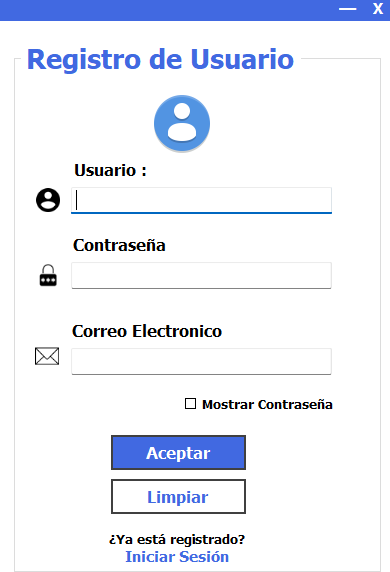 — X
Registro de Usuario
Usuario :
Contraseña
Correo Electronico
Mostrar Contraseña
Aceptar
Limpiar
¿Ya está registrado?
Iniciar Sesión